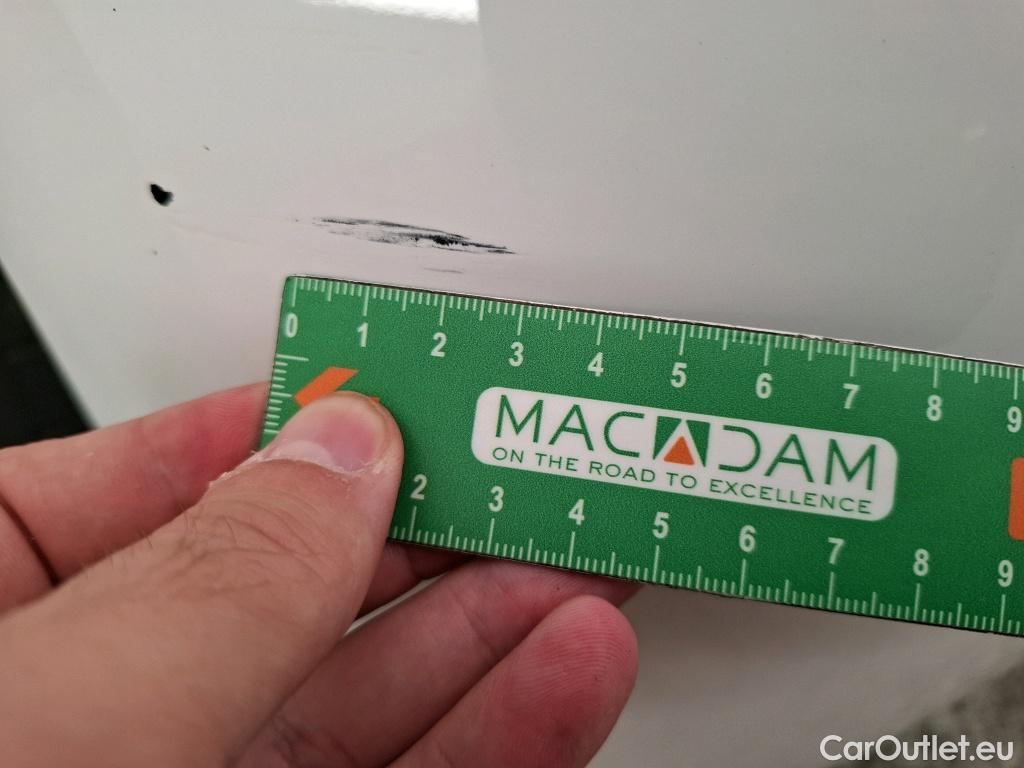 0 1 2 3 4 5 6 7 8 9
MACADAM
ON THE ROAD TO EXCELLENCE
2 3 4 5 6 7 8 9
CarOutlet.eu